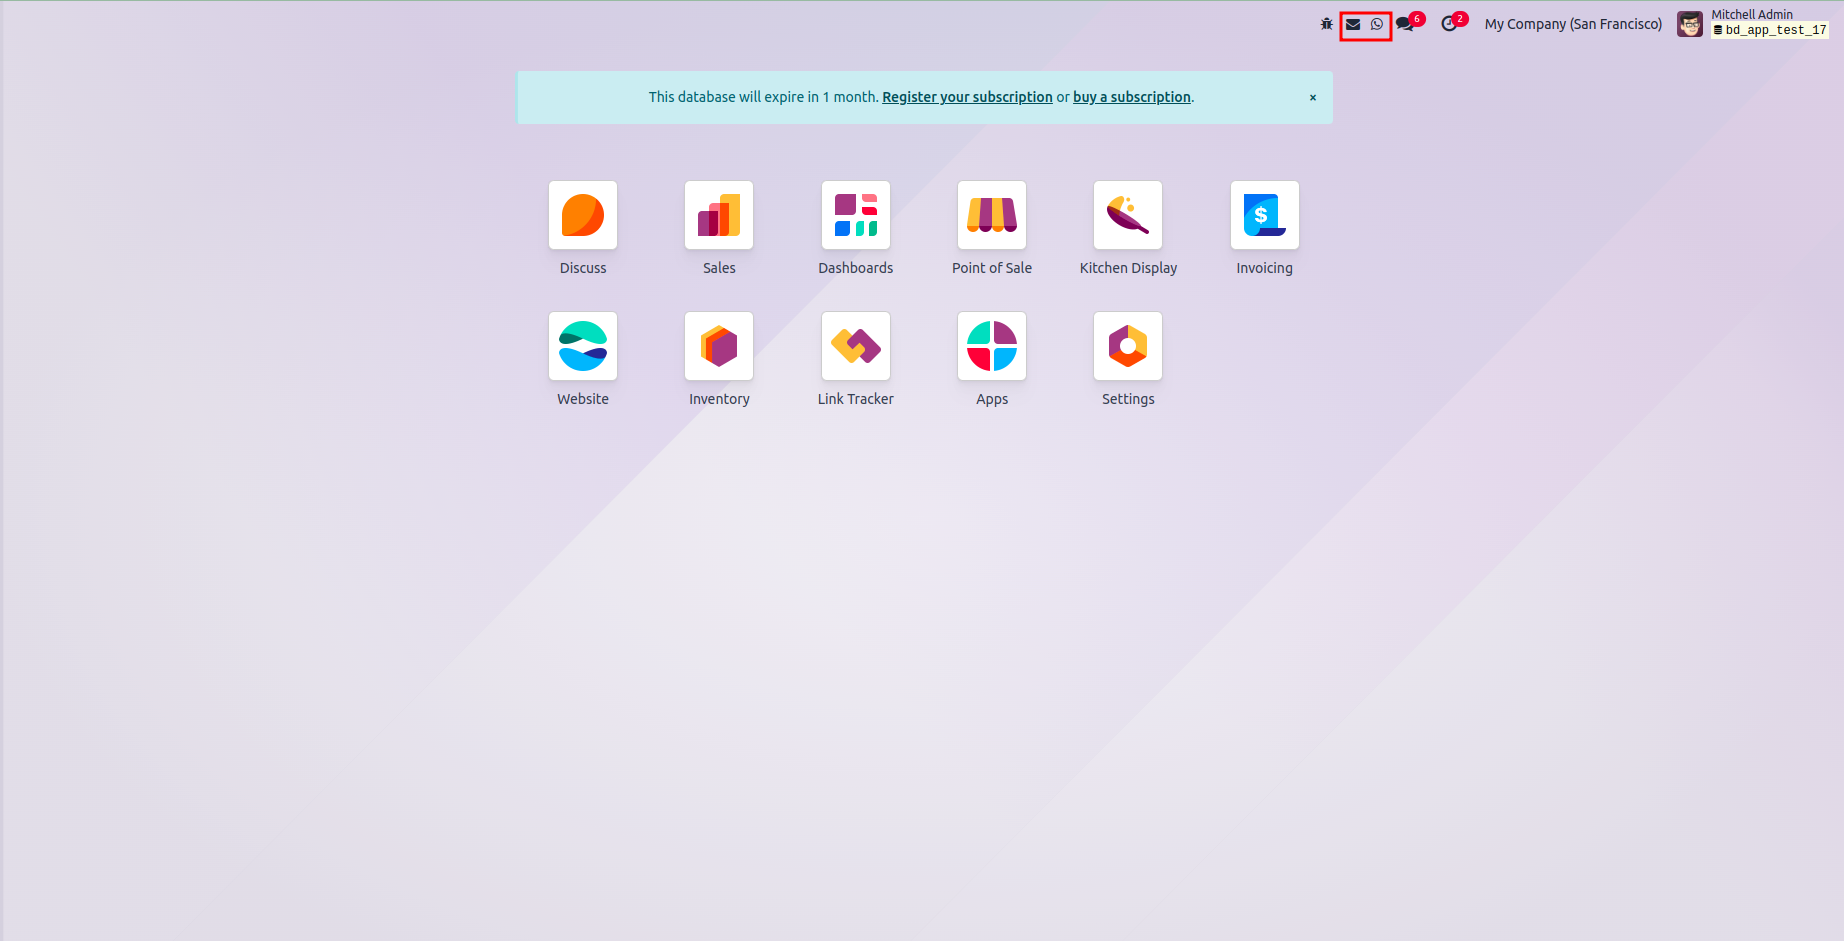 6
2
My Company (San Francisco)
Mitchell Admin
bd_app_test_17
This database will expire in 1 month. Register your subscription or buy a subscription.
×
Discuss
Sales
Dashboards
Point of Sale
Kitchen Display
$
Invoicing
Website
Inventory
Link Tracker
Apps
Settings